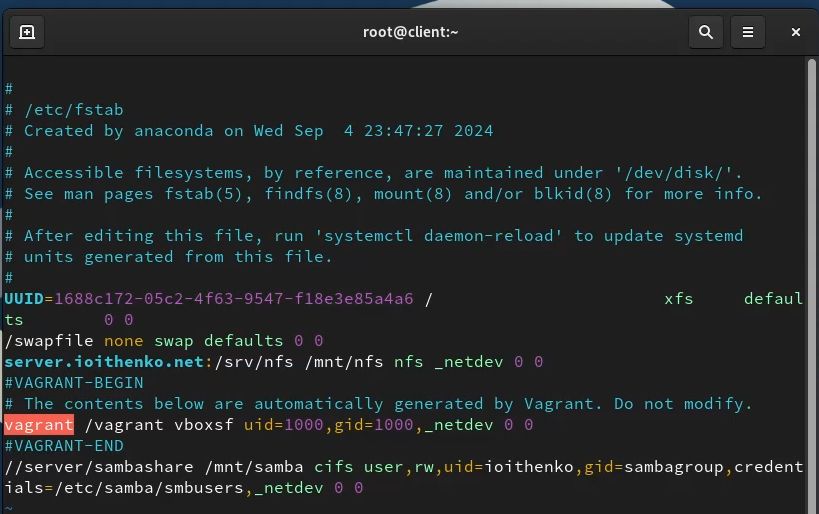 root@client:~
#
# /etc/fstab
# Created by anaconda on Wed Sep  4 23:47:27 2024
#
# Accessible filesystems, by reference, are maintained under '/dev/disk/'.
# See man pages fstab(5), findfs(8), mount(8) and/or blkid(8) for more info.
#
# After editing this file, run 'systemctl daemon-reload' to update systemd
# units generated from this file.
#
UUID=1688c172-05c2-4f63-9547-f18e3e85a4a6 /                       xfs     defaul
ts        0 0
/swapfile none swap defaults 0 0
server.ioithenko.net:/srv/nfs /mnt/nfs nfs _netdev 0 0
#VAGRANT-BEGIN
# The contents below are automatically generated by Vagrant. Do not modify.
vagrant /vagrant vboxsf uid=1000,gid=1000,_netdev 0 0
#VAGRANT-END
//server/sambashare /mnt/samba cifs user,rw,uid=ioithenko,gid=sambagroup,credent
ials=/etc/samba/smbusers,_netdev 0 0
~